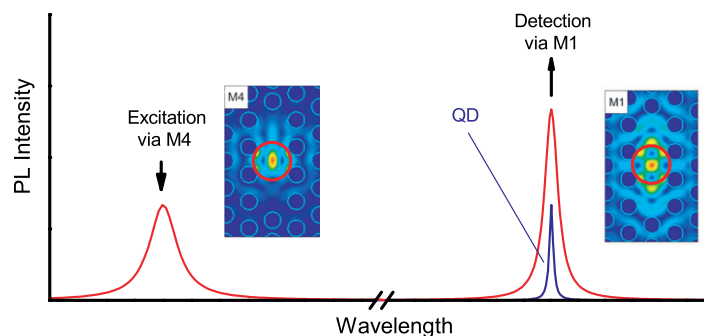 Detection
via M1
M4
M1
Excitation
via M4
QD
PL Intensity
Wavelength